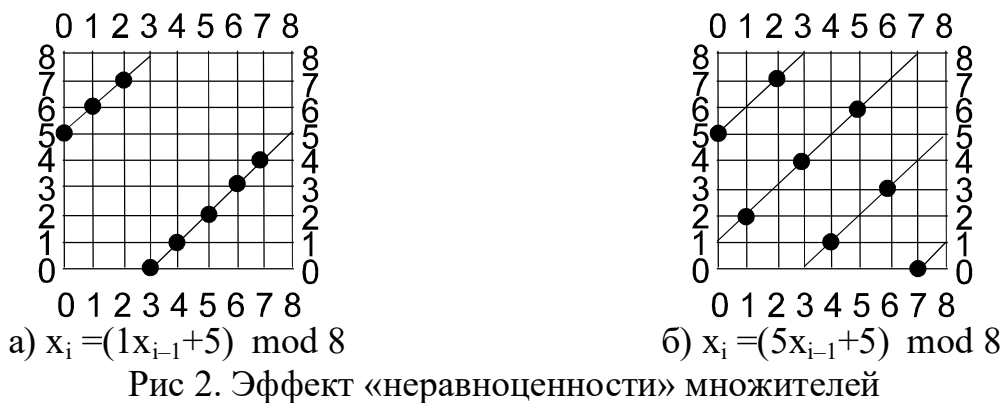 0 1 2 3 4 5 6 7 8 0 1 2 3 4 5 6 7 8
8 8 8 8
7 7 7 7
6 6 6 6
5 5 5 5
4 4 4 4
3 3 3 3
2 2 2 2
1 1 1 1
0 0 0 0
0 1 2 3 4 5 6 7 8 0 1 2 3 4 5 6 7 8
а) xᵢ =(1xᵢ₋₁+5) mod 8 б) xᵢ =(5xᵢ₋₁+5) mod 8
Рис 2. Эффект «неравноценности» множителей